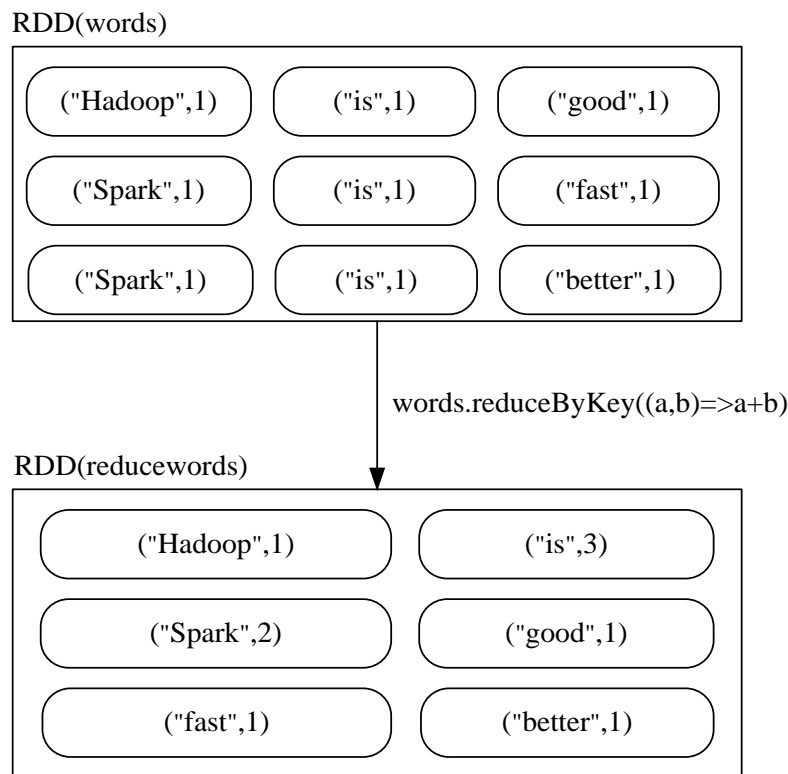 RDD(words)
("Hadoop",1) ("is",1) ("good",1)
("Spark",1) ("is",1) ("fast",1)
("Spark",1) ("is",1) ("better",1)
words.reduceByKey((a,b)=>a+b)
RDD(reducewords)
("Hadoop",1) ("is",3)
("Spark",2) ("good",1)
("fast",1) ("better",1)